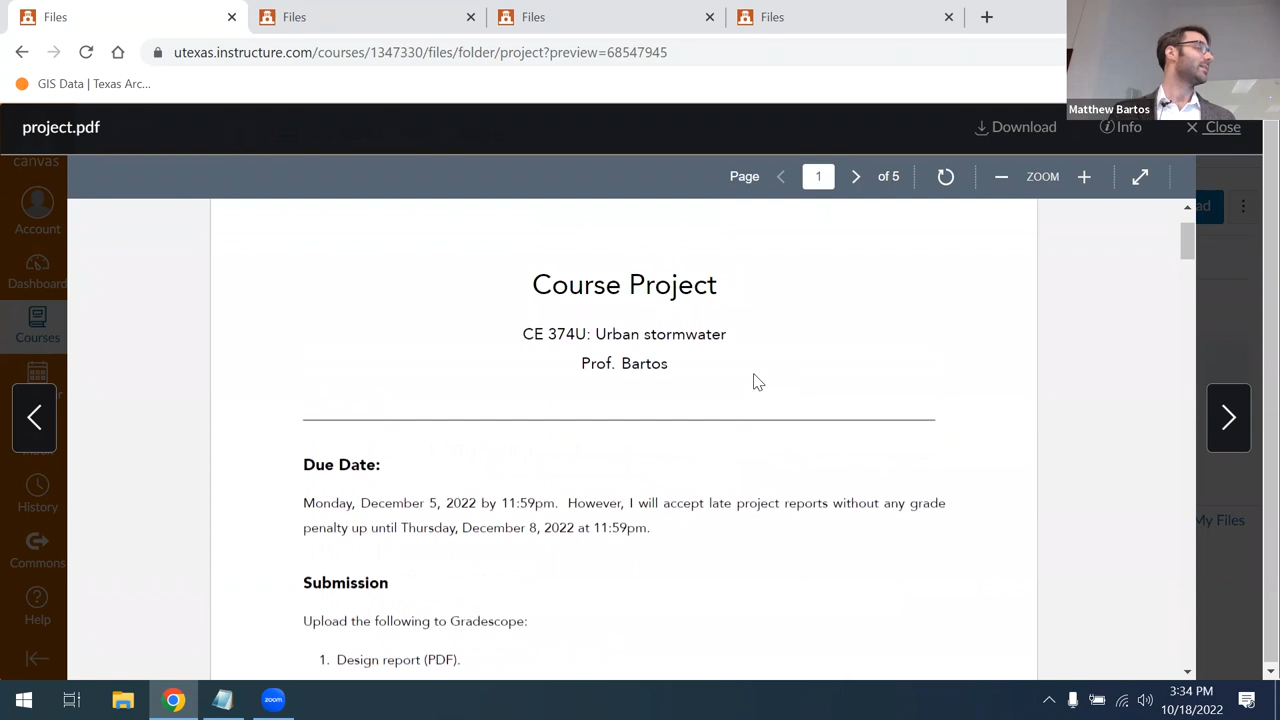 Files
Files
Files
Files
utexas.instructure.com/courses/1347330/files/folder/project?preview=68547945
GIS Data | Texas Arc...
Matthew Bartos
project.pdf
Download
Info
Close
canvas
Page
1
of 5
ZOOM
Account
Dashboard
Courses
History
Commons
Help
My Files
Course Project
CE 374U: Urban stormwater
Prof. Bartos
Due Date:
Monday, December 5, 2022 by 11:59pm. However, I will accept late project reports without any grade
penalty up until Thursday, December 8, 2022 at 11:59pm.
Submission
Upload the following to Gradescope:
1. Design report (PDF).
zoom
3:34 PM
10/18/2022